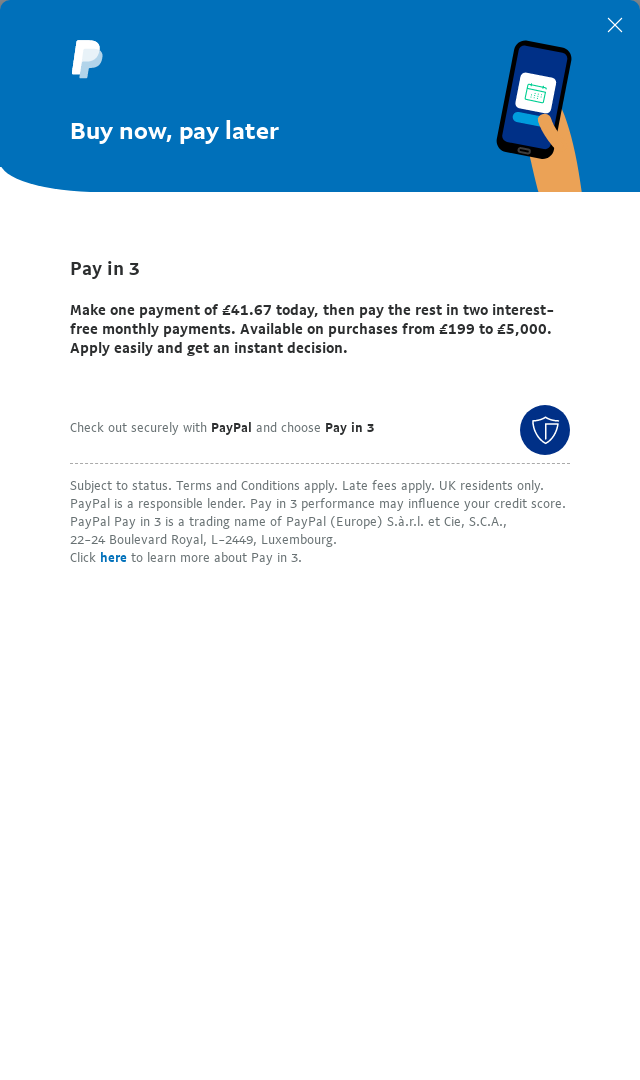 Buy now, pay later
Pay in 3
Make one payment of £41.67 today, then pay the rest in two interest-
free monthly payments. Available on purchases from £199 to £5,000.
Apply easily and get an instant decision.
Check out securely with PayPal and choose Pay in 3
Subject to status. Terms and Conditions apply. Late fees apply. UK residents only.
PayPal is a responsible lender. Pay in 3 performance may influence your credit score.
PayPal Pay in 3 is a trading name of PayPal (Europe) S.à.r.l. et Cie, S.C.A.,
22-24 Boulevard Royal, L-2449, Luxembourg.
Click here to learn more about Pay in 3.